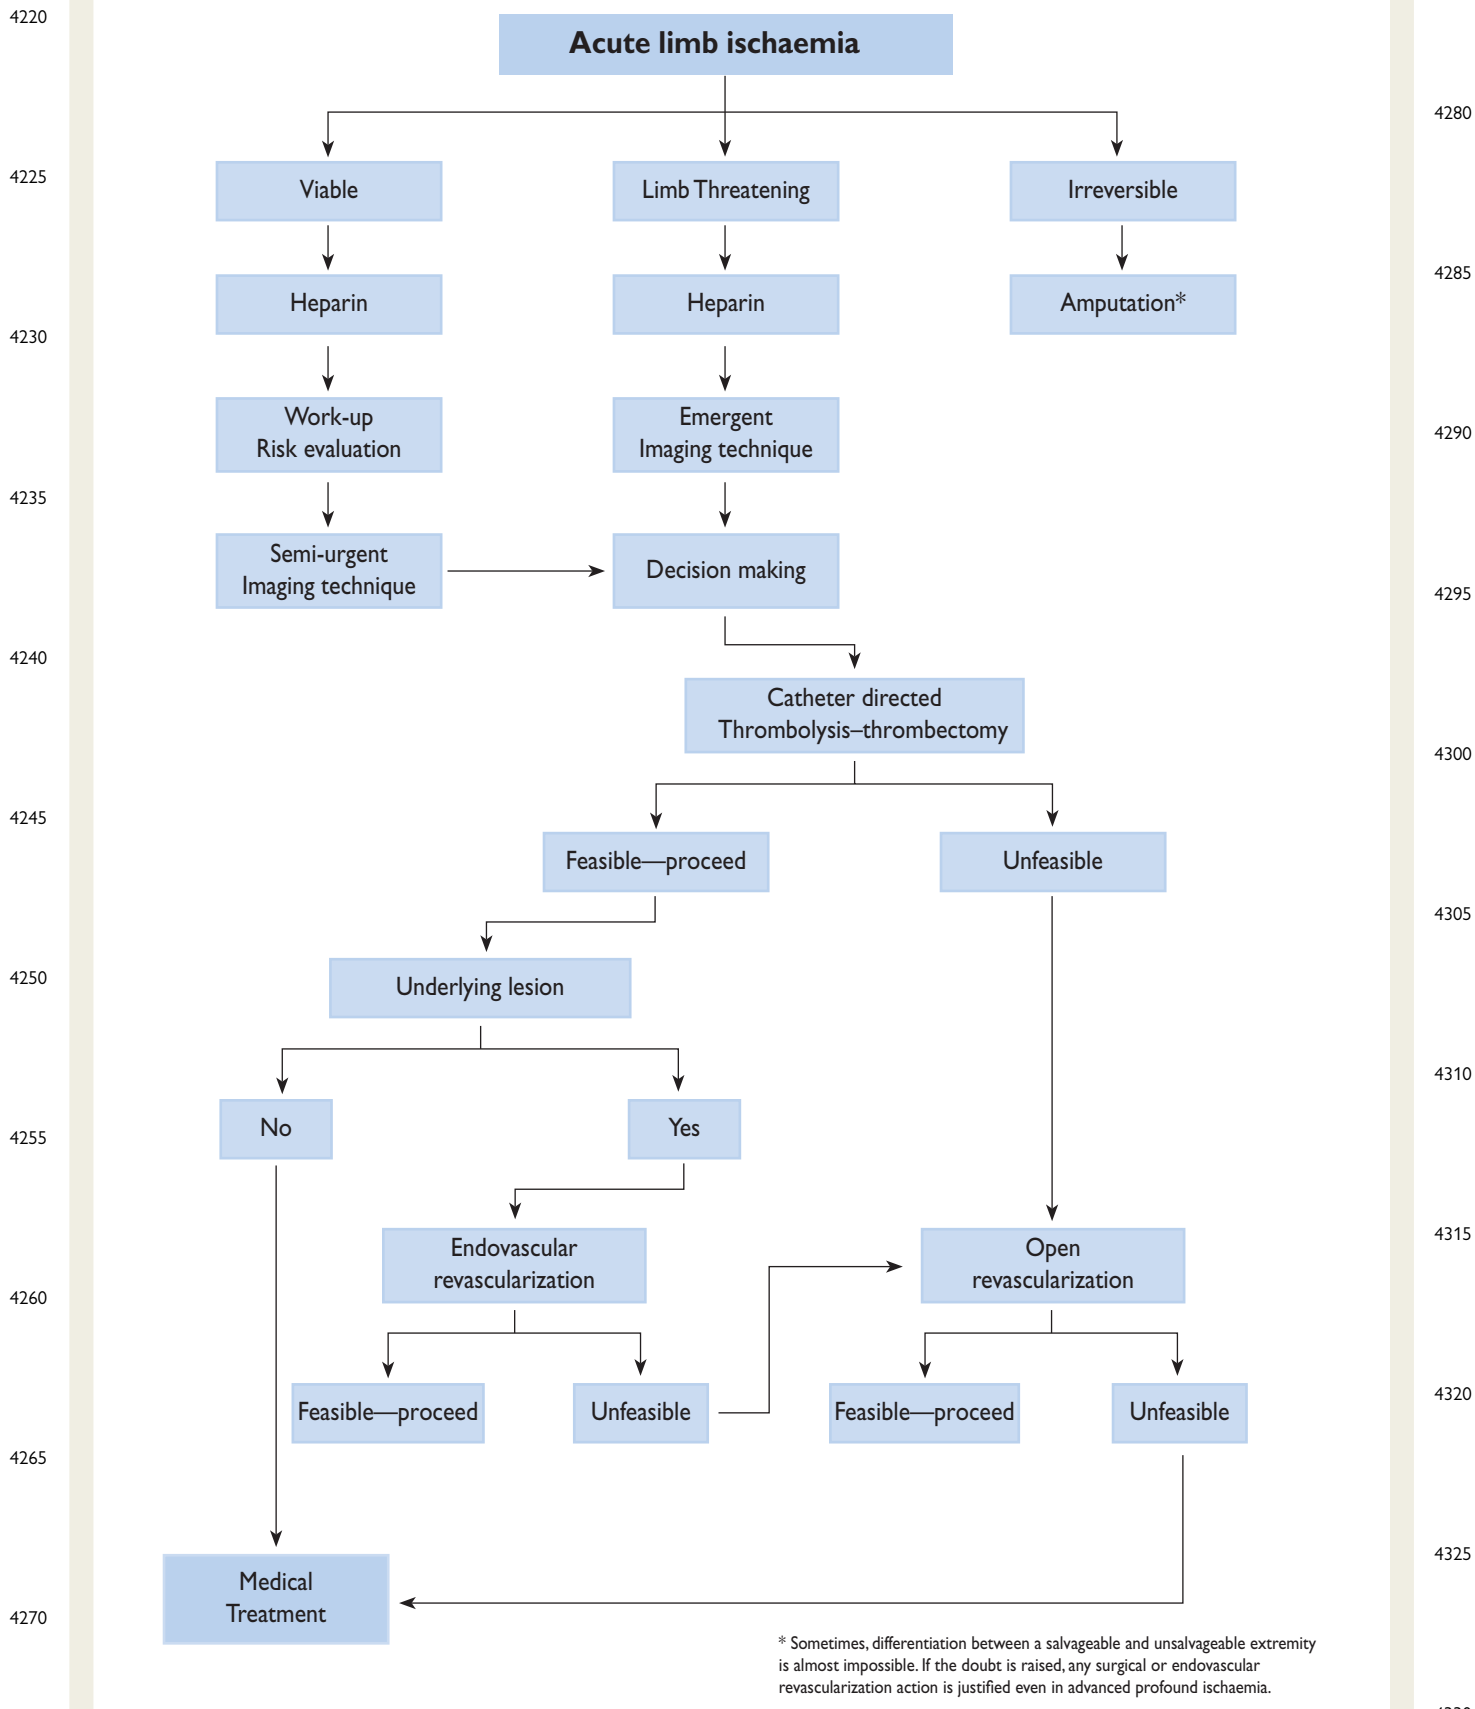 4220
Acute limb ischaemia
4280
4225
Viable
Limb Threatening
Irreversible
4285
Heparin
Heparin
Amputation*
4230
Work-up
Risk evaluation
Emergent
Imaging technique
4290
4235
Semi-urgent
Imaging technique
Decision making
4295
4240
Catheter directed
Thrombolysis–thrombectomy
4300
4245
Feasible—proceed
Unfeasible
4305
4250
Underlying lesion
4310
No
Yes
4255
4315
Endovascular
revascularization
Open
revascularization
4260
4320
Feasible—proceed
Unfeasible
Feasible—proceed
Unfeasible
4265
4325
Medical
Treatment
4270
* Sometimes, differentiation between a salvageable and unsalvageable extremity
is almost impossible. If the doubt is raised, any surgical or endovascular
revascularization action is justified even in advanced profound ischaemia.